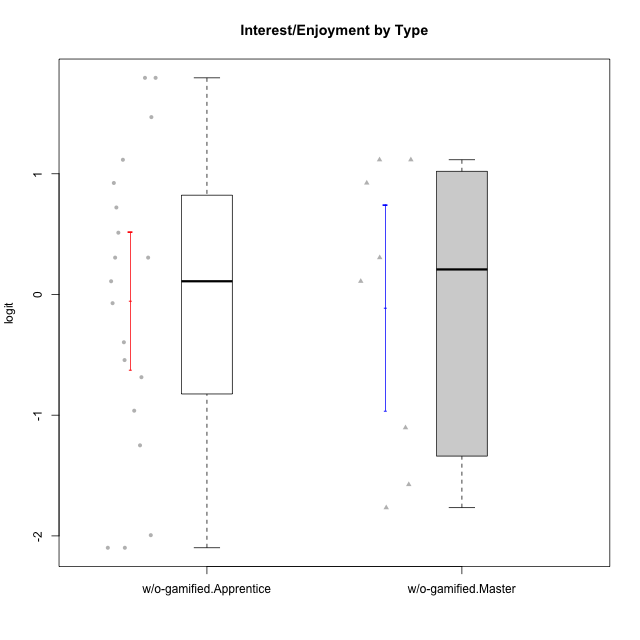 Interest/Enjoyment by Type
logit
1
0
-1
-2
w/o-gamified.Apprentice
w/o-gamified.Master